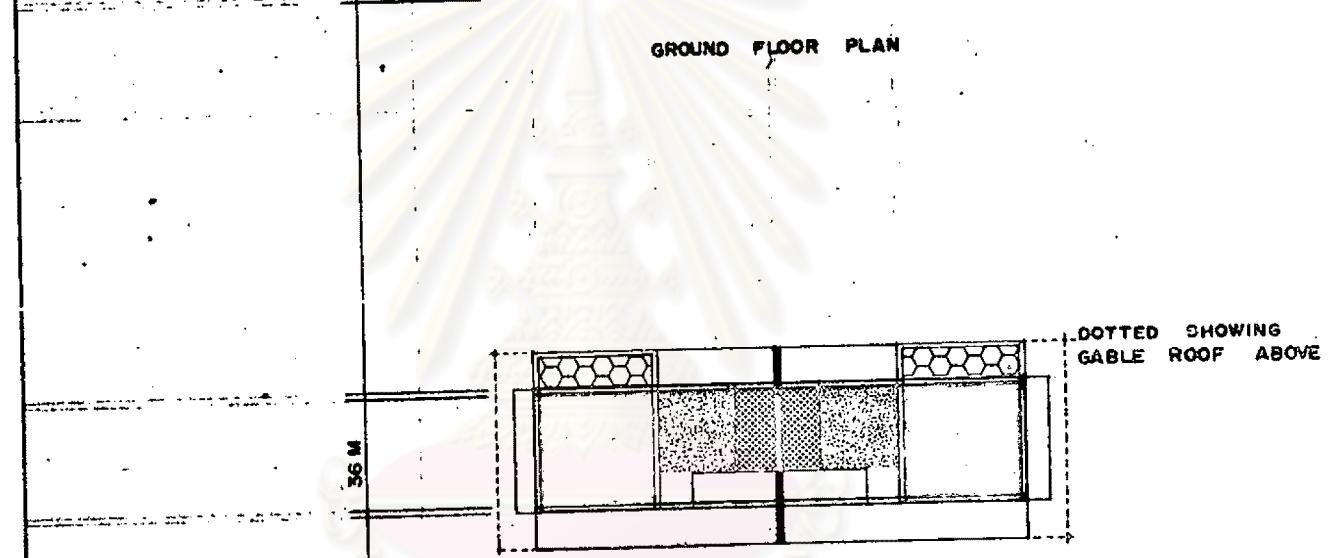 GROUND FLOOR PLAN
DOTTED SHOWING
GABLE ROOF ABOVE
36 M